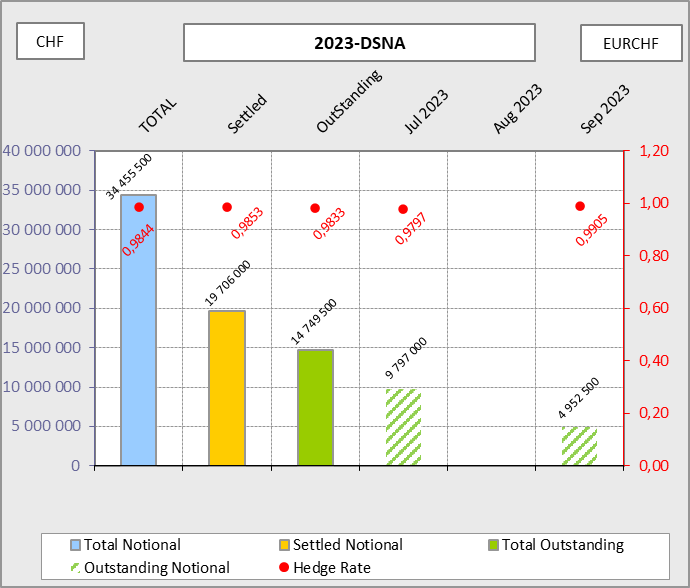 CHF
2023-DSNA
EURCHF
TOTAL
Settled
OutStanding
Jul 2023
Aug 2023
Sep 2023
40 000 000
35 000 000
30 000 000
25 000 000
20 000 000
15 000 000
10 000 000
5 000 000
0
34 455 500
19 706 000
14 749 500
9 797 000
4 952 500
0,9844
0,9853
0,9833
0,9797
0,9905
1,20
1,00
0,80
0,60
0,40
0,20
0,00
Total Notional
Settled Notional
Total Outstanding
Outstanding Notional
Hedge Rate